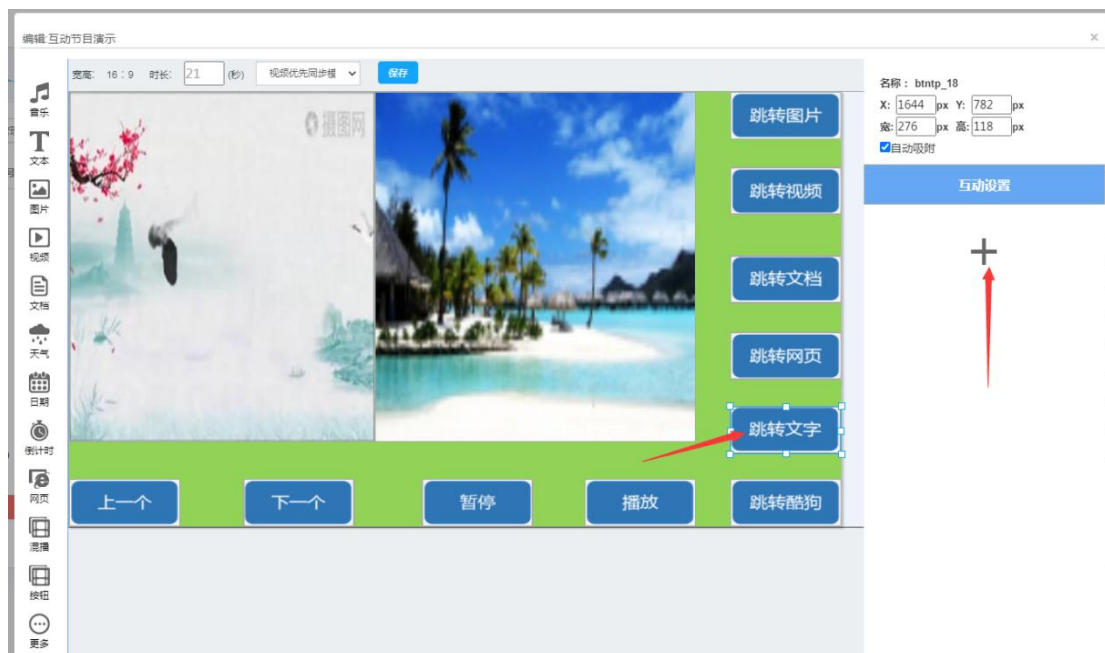 编辑:互动节目演示
×
宽高: 16:9 时长: 21 (秒) 视频优先同步模 保存
音乐
文本
图片
视频
文档
天气
日期
倒计时
网页
混播
按钮
更多
摄图网
跳转图片
跳转视频
跳转文档
跳转网页
跳转文字
上一个 下一个 暂停 播放 跳转酷狗
名称: btntp_18
X: 1644 px Y: 782 px
宽: 276 px 高: 118 px
自动吸附
互动设置